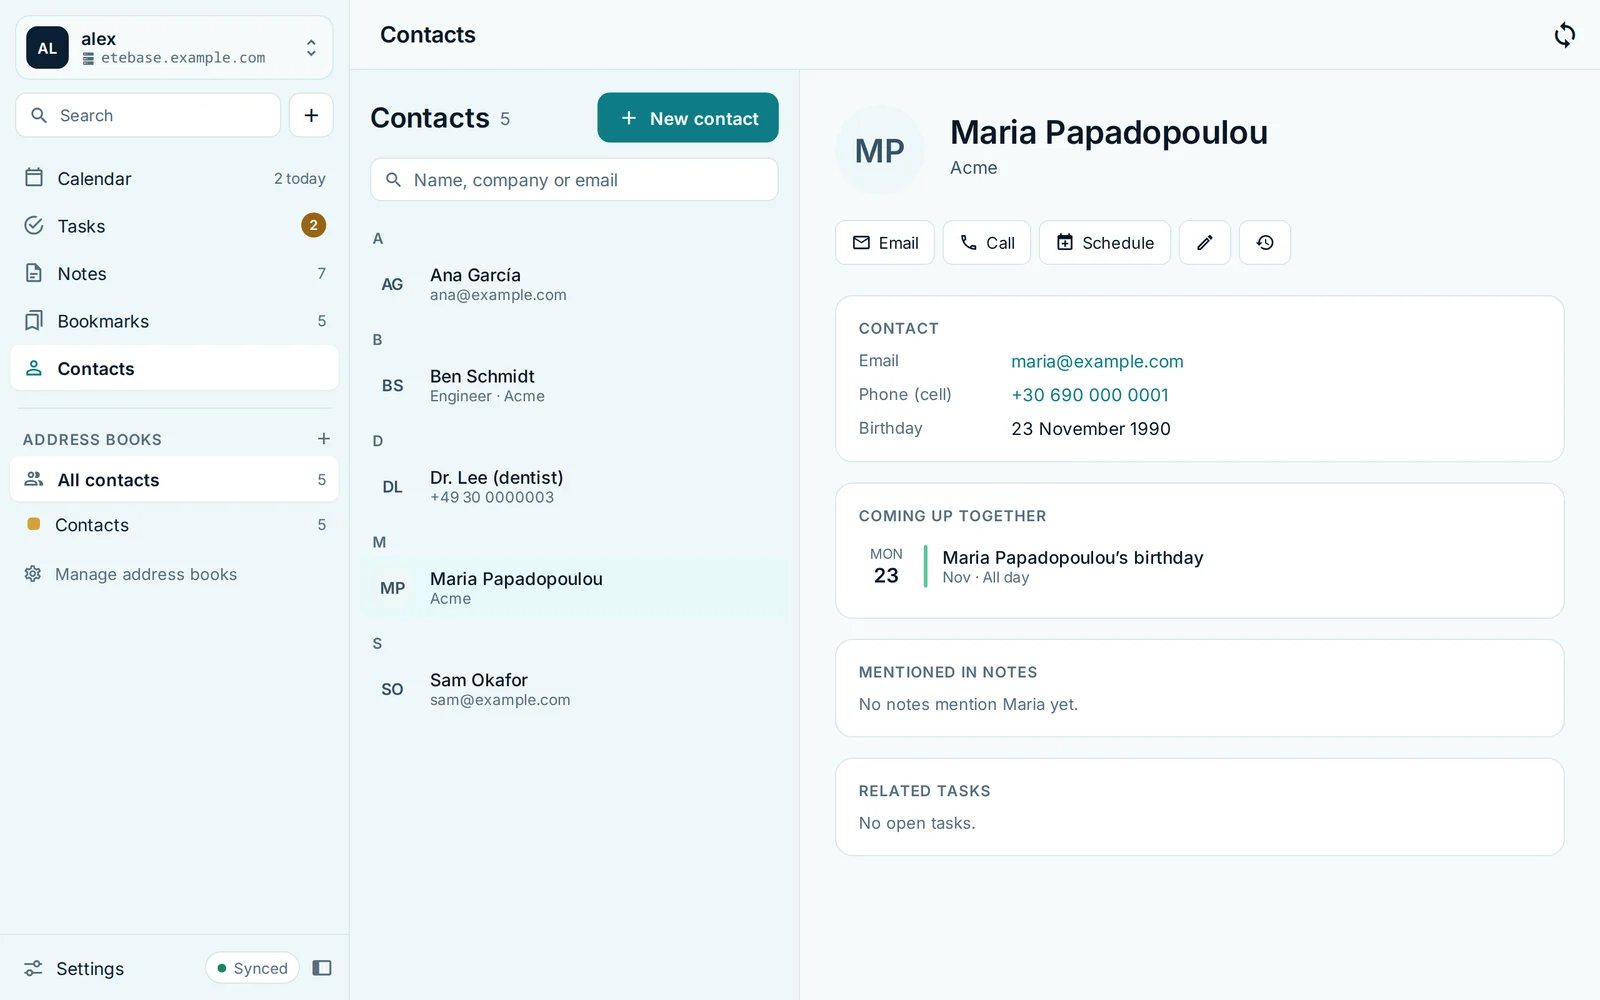 AL
alex
etebase.example.com
Search
Calendar
2 today
Tasks
2
Notes
7
Bookmarks
5
Contacts
ADDRESS BOOKS
All contacts
5
Contacts
5
Manage address books
Settings
Synced
Contacts
Contacts 5
New contact
Name, company or email
A
AG
Ana García
ana@example.com
B
BS
Ben Schmidt
Engineer · Acme
D
DL
Dr. Lee (dentist)
+49 30 0000003
M
MP
Maria Papadopoulou
Acme
S
SO
Sam Okafor
sam@example.com
MP
Maria Papadopoulou
Acme
Email
Call
Schedule
CONTACT
Email
maria@example.com
Phone (cell)
+30 690 000 0001
Birthday
23 November 1990
COMING UP TOGETHER
MON
23
Maria Papadopoulou’s birthday
Nov · All day
MENTIONED IN NOTES
No notes mention Maria yet.
RELATED TASKS
No open tasks.